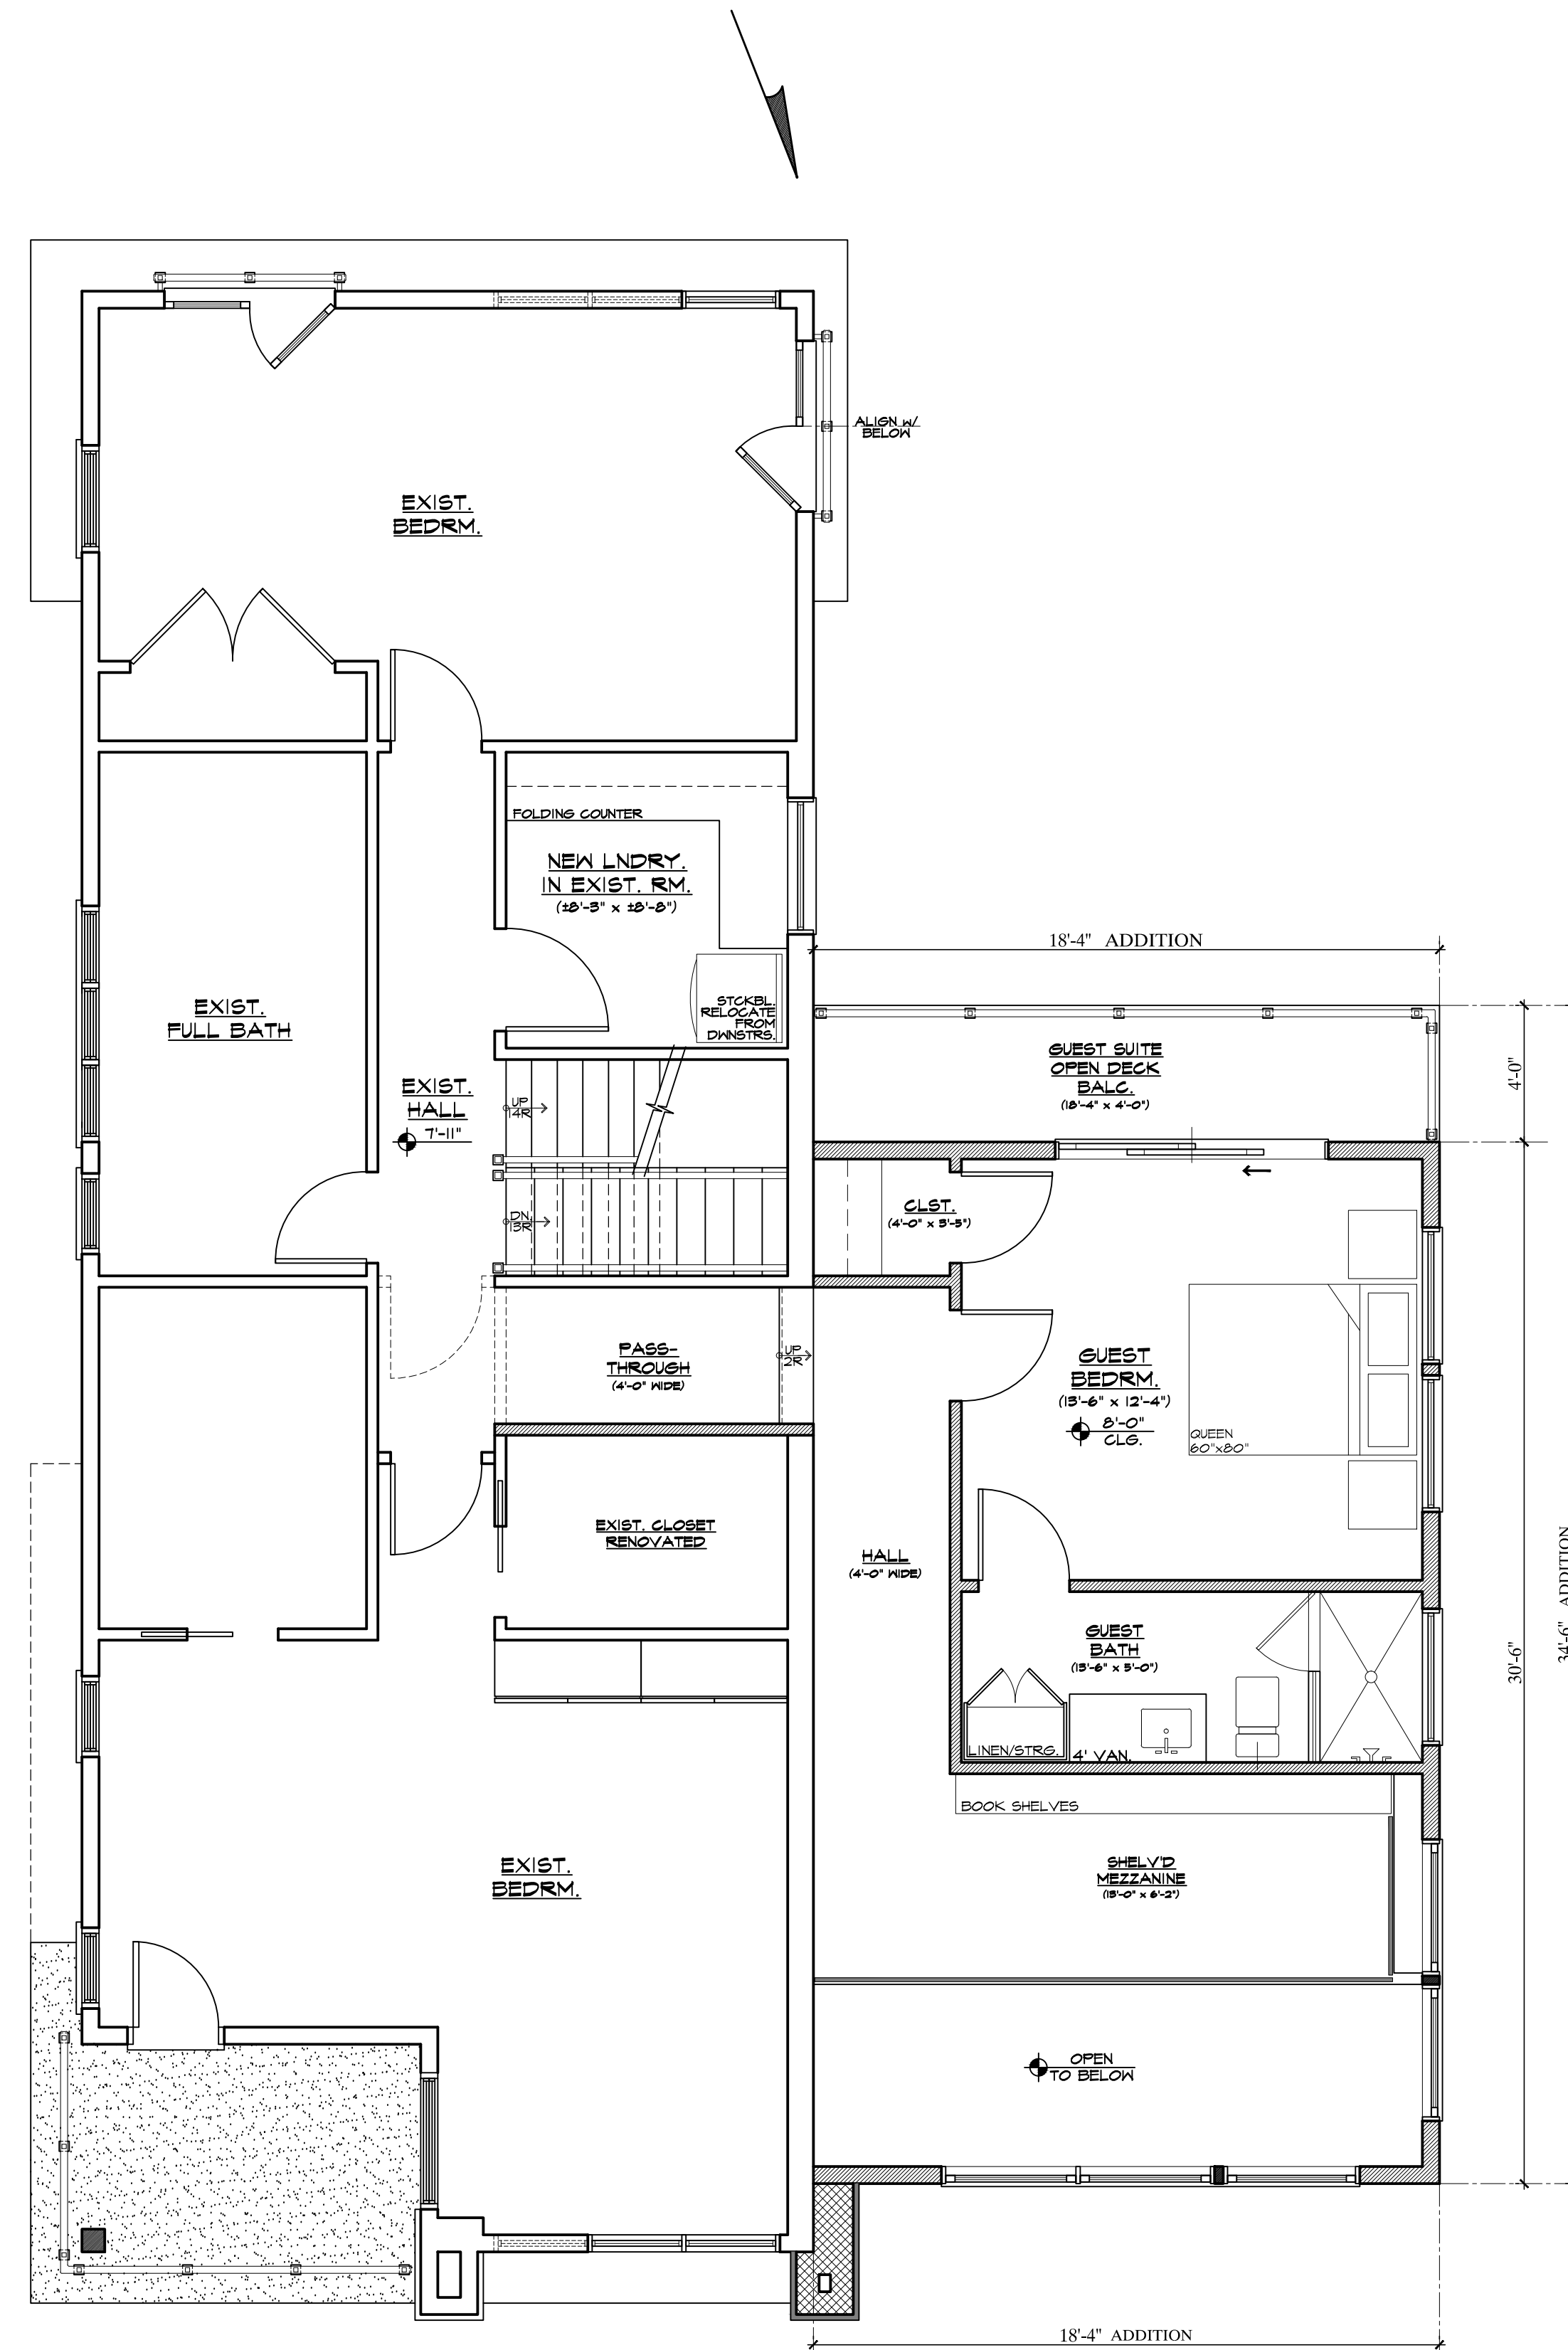 ALIGN w/
BELOW
EXIST.
BEDRM.
FOLDING COUNTER
NEW LNDRY.
IN EXIST. RM.
(±8'-3" x ±8'-8")
STCKBL.
RELOCATE
FROM
DWNSTRS.
EXIST.
FULL BATH
EXIST.
HALL
7'-11"
UP
14R
DN.
13R
18'-4" ADDITION
GUEST SUITE
OPEN DECK
BALC.
(18'-4" x 4'-0")
4'-0"
CLST.
(4'-0" x 3'-5")
PASS-
THROUGH
(4'-0" WIDE)
UP
2R
GUEST
BEDRM.
(13'-6" x 12'-4")
8'-0"
CLG.
QUEEN
60"x80"
EXIST. CLOSET
RENOVATED
HALL
(4'-0" WIDE)
GUEST
BATH
(13'-6" x 5'-0")
LINEN/STRG.
4' VAN.
30'-6"
34'-6" ADDITION
BOOK SHELVES
SHELV'D
MEZZANINE
(13'-0" x 6'-2")
EXIST.
BEDRM.
OPEN
TO BELOW
18'-4" ADDITION